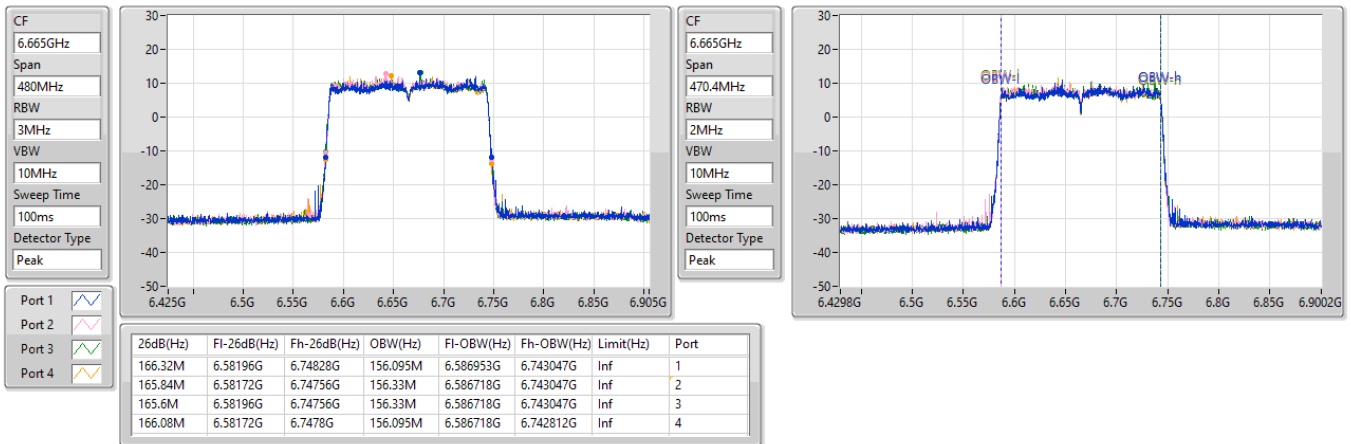 CF
6.665GHz
Span
480MHz
RBW
3MHz
VBW
10MHz
Sweep Time
100ms
Detector Type
Peak
30
20
10
0
-10
-20
-30
-40
-50
6.425G 6.5G 6.55G 6.6G 6.65G 6.7G 6.75G 6.8G 6.85G 6.905G
CF
6.665GHz
Span
470.4MHz
RBW
2MHz
VBW
10MHz
Sweep Time
100ms
Detector Type
Peak
30
20
10
0
-10
-20
-30
-40
-50
OBW-l OBW-h
6.4298G 6.5G 6.55G 6.6G 6.65G 6.7G 6.75G 6.8G 6.85G 6.9002G
Port 1
Port 2
Port 3
Port 4
26dB(Hz) Fl-26dB(Hz) Fh-26dB(Hz) OBW(Hz) Fl-OBW(Hz) Fh-OBW(Hz) Limit(Hz) Port
166.32M 6.58196G 6.74828G 156.095M 6.586953G 6.743047G Inf 1
165.84M 6.58172G 6.74756G 156.33M 6.586718G 6.743047G Inf 2
165.6M 6.58196G 6.74756G 156.33M 6.586718G 6.743047G Inf 3
166.08M 6.58172G 6.7478G 156.095M 6.586718G 6.742812G Inf 4